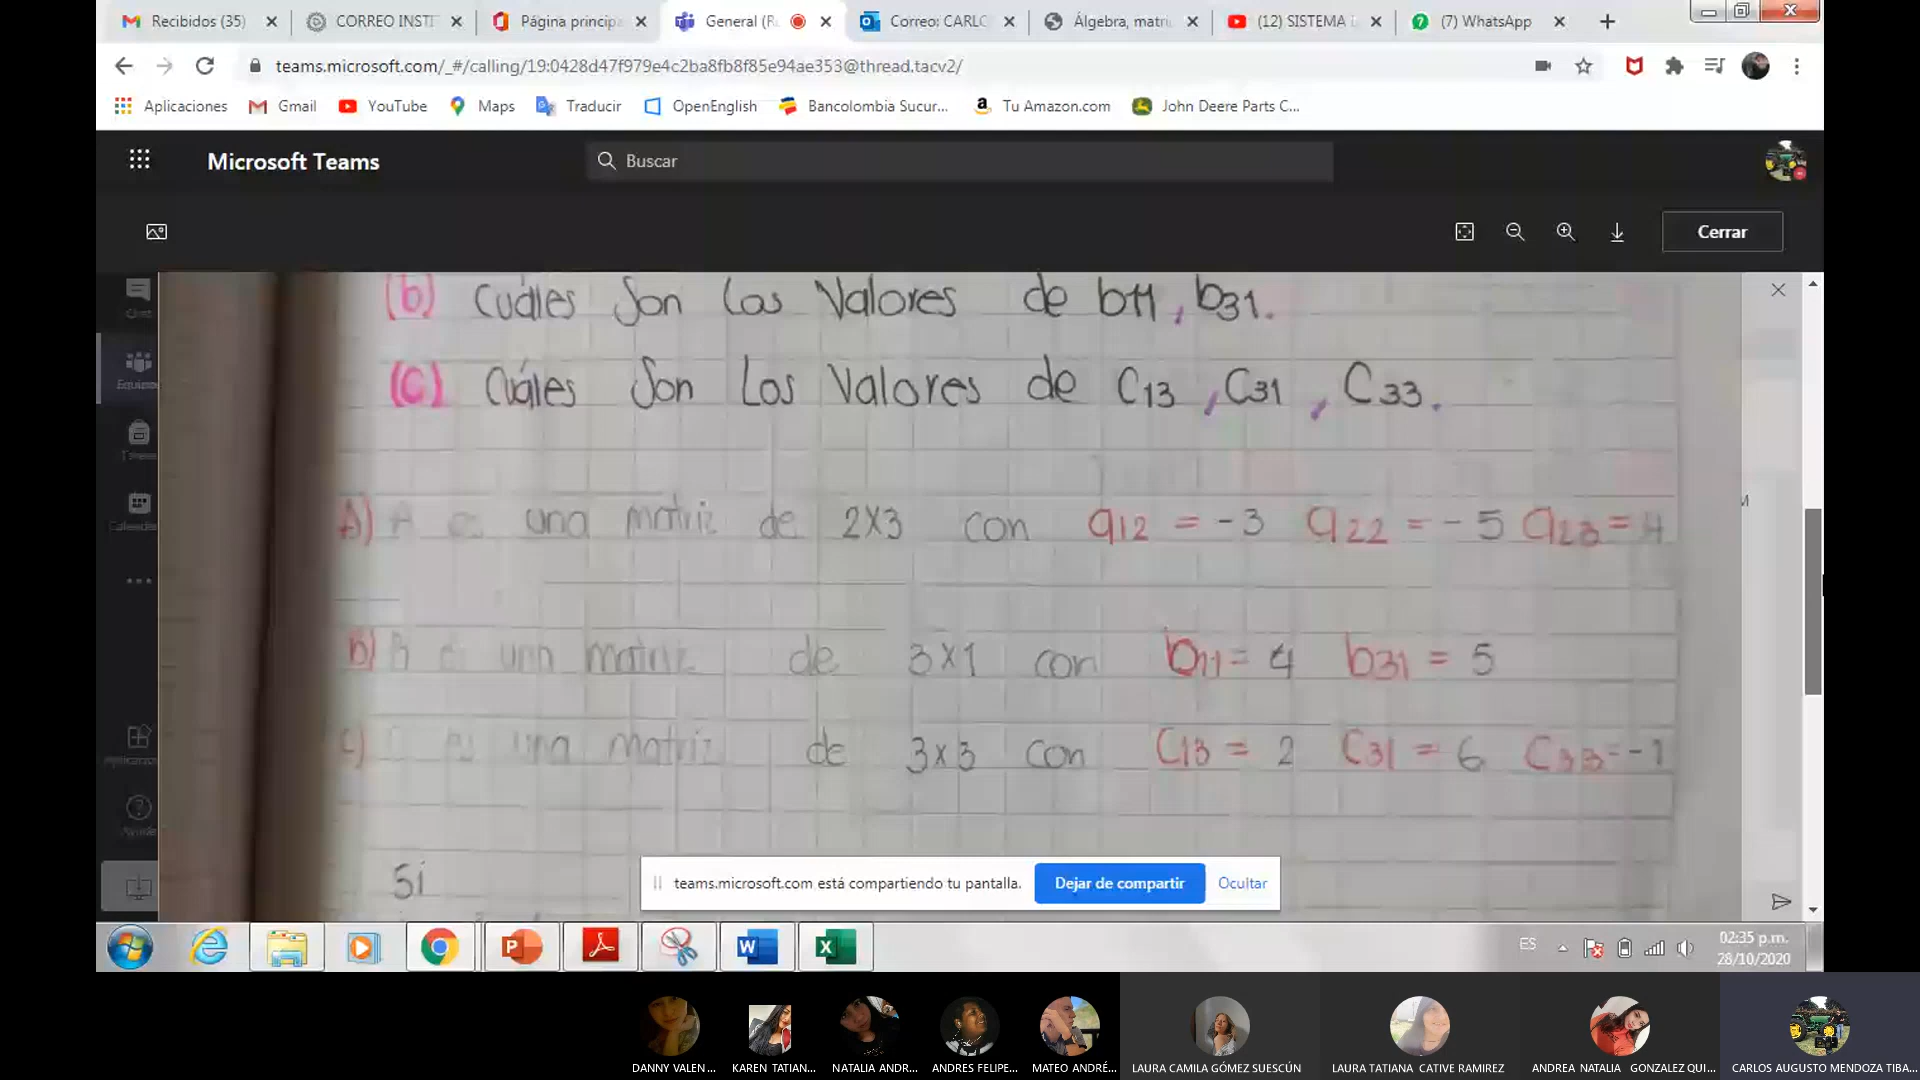 Recibidos (35)
CORREO INSTI
Página principa
General (R
Correo: CARLO
Álgebra, matri
(12) SISTEMA
(7) WhatsApp
teams.microsoft.com/_#/calling/19:0428d47f979e4c2ba8fb8f85e94ae353@thread.tacv2/
Aplicaciones
Gmail
YouTube
Maps
Traducir
OpenEnglish
Bancolombia Sucur...
Tu Amazon.com
John Deere Parts C...
Microsoft Teams
Buscar
Cerrar
(b) Cuáles Son los Valores de b11, b31.
(c) Cuáles Son Los Valores de C13, C31, C33.
A) A es una matriz de 2x3 con a12 = -3 a22 = -5 a23 = 4
b) B es una matriz de 3x1 con b11 = 4 b31 = 5
c) C es una matriz de 3x3 con C13 = 2 C31 = 6 C33 = -1
Si
teams.microsoft.com está compartiendo tu pantalla.
Dejar de compartir
Ocultar
ES
02:35 p.m.
28/10/2020
DANNY VALEN...
KAREN TATIAN...
NATALIA ANDR...
ANDRES FELIPE...
MATEO ANDRÉ...
LAURA CAMILA GÓMEZ SUESCÚN
LAURA TATIANA CATIVE RAMIREZ
ANDREA NATALIA GONZALEZ QUI...
CARLOS AUGUSTO MENDOZA TIBA...